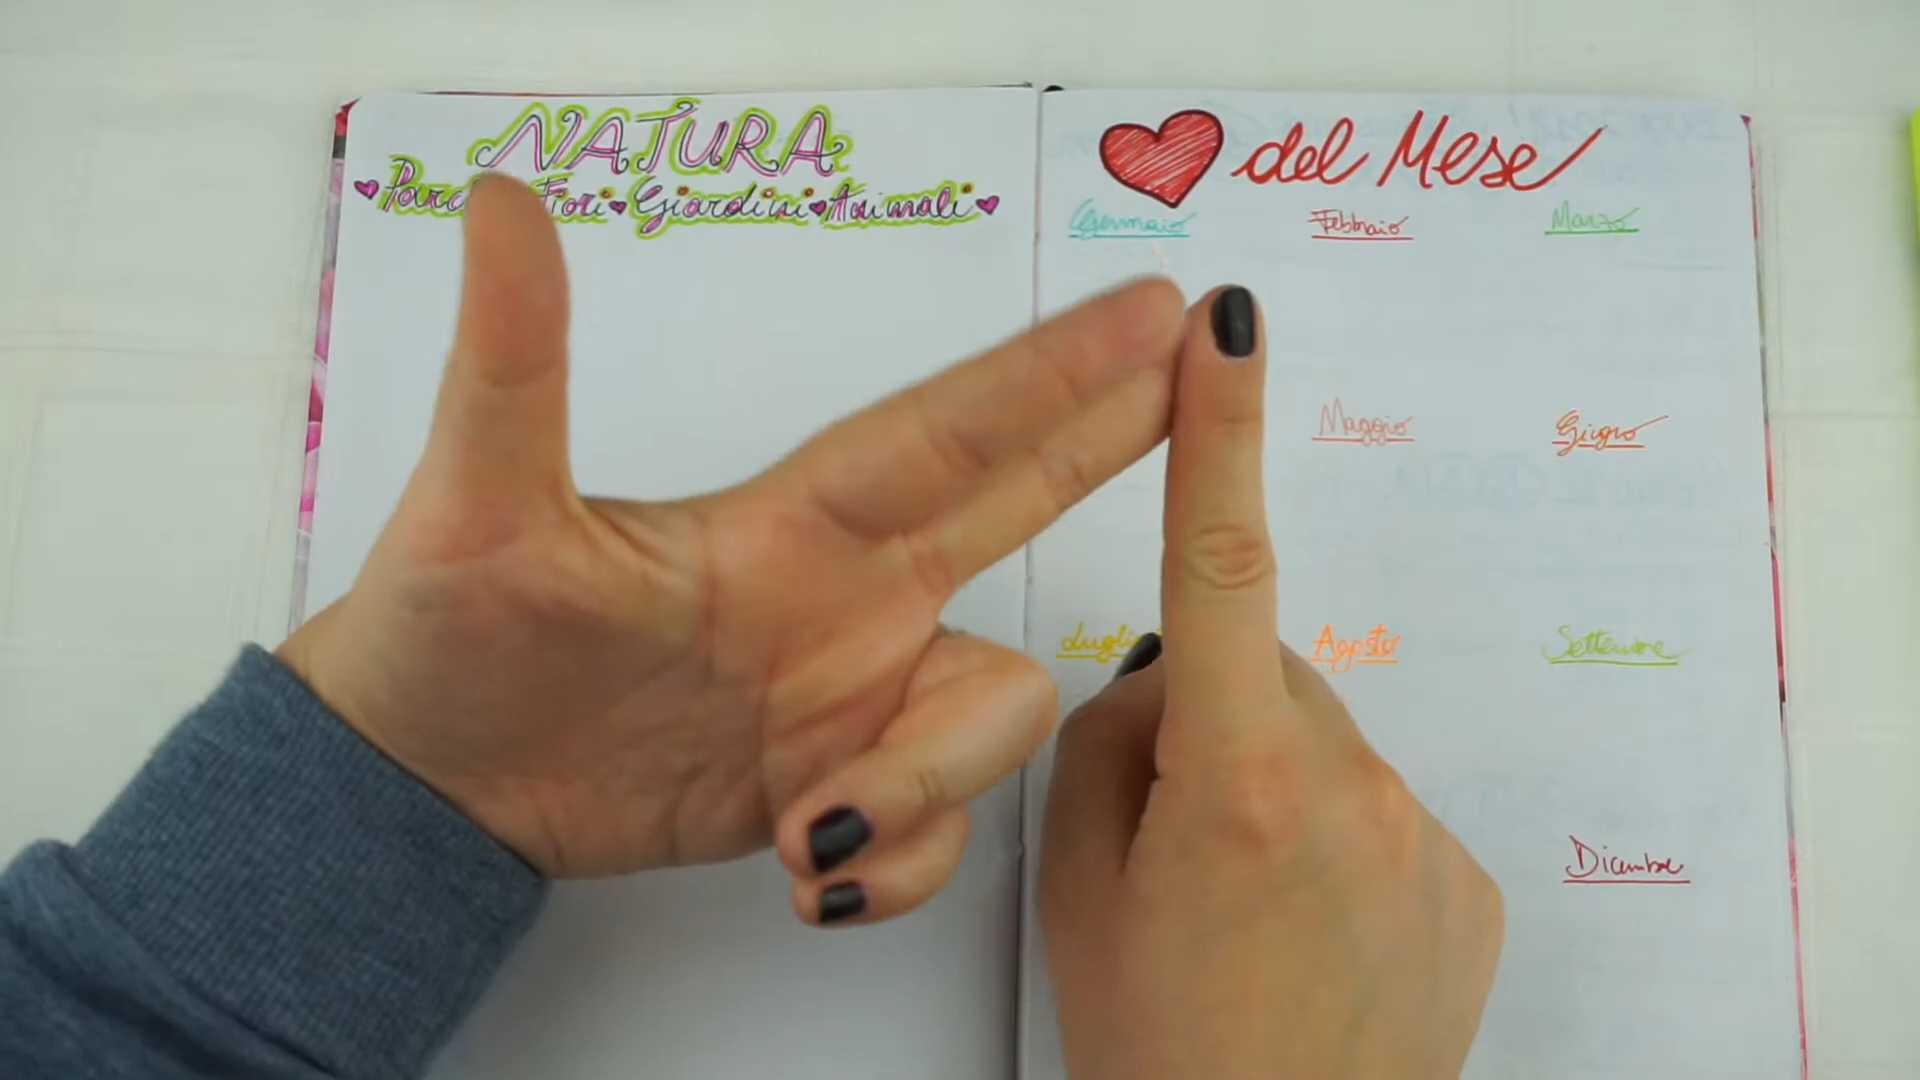 NATURA
Fiori Giardini Animali
del Mese
Gennaio Febbraio Marzo
Maggio Giugno
Agosto Settembre
Dicembre